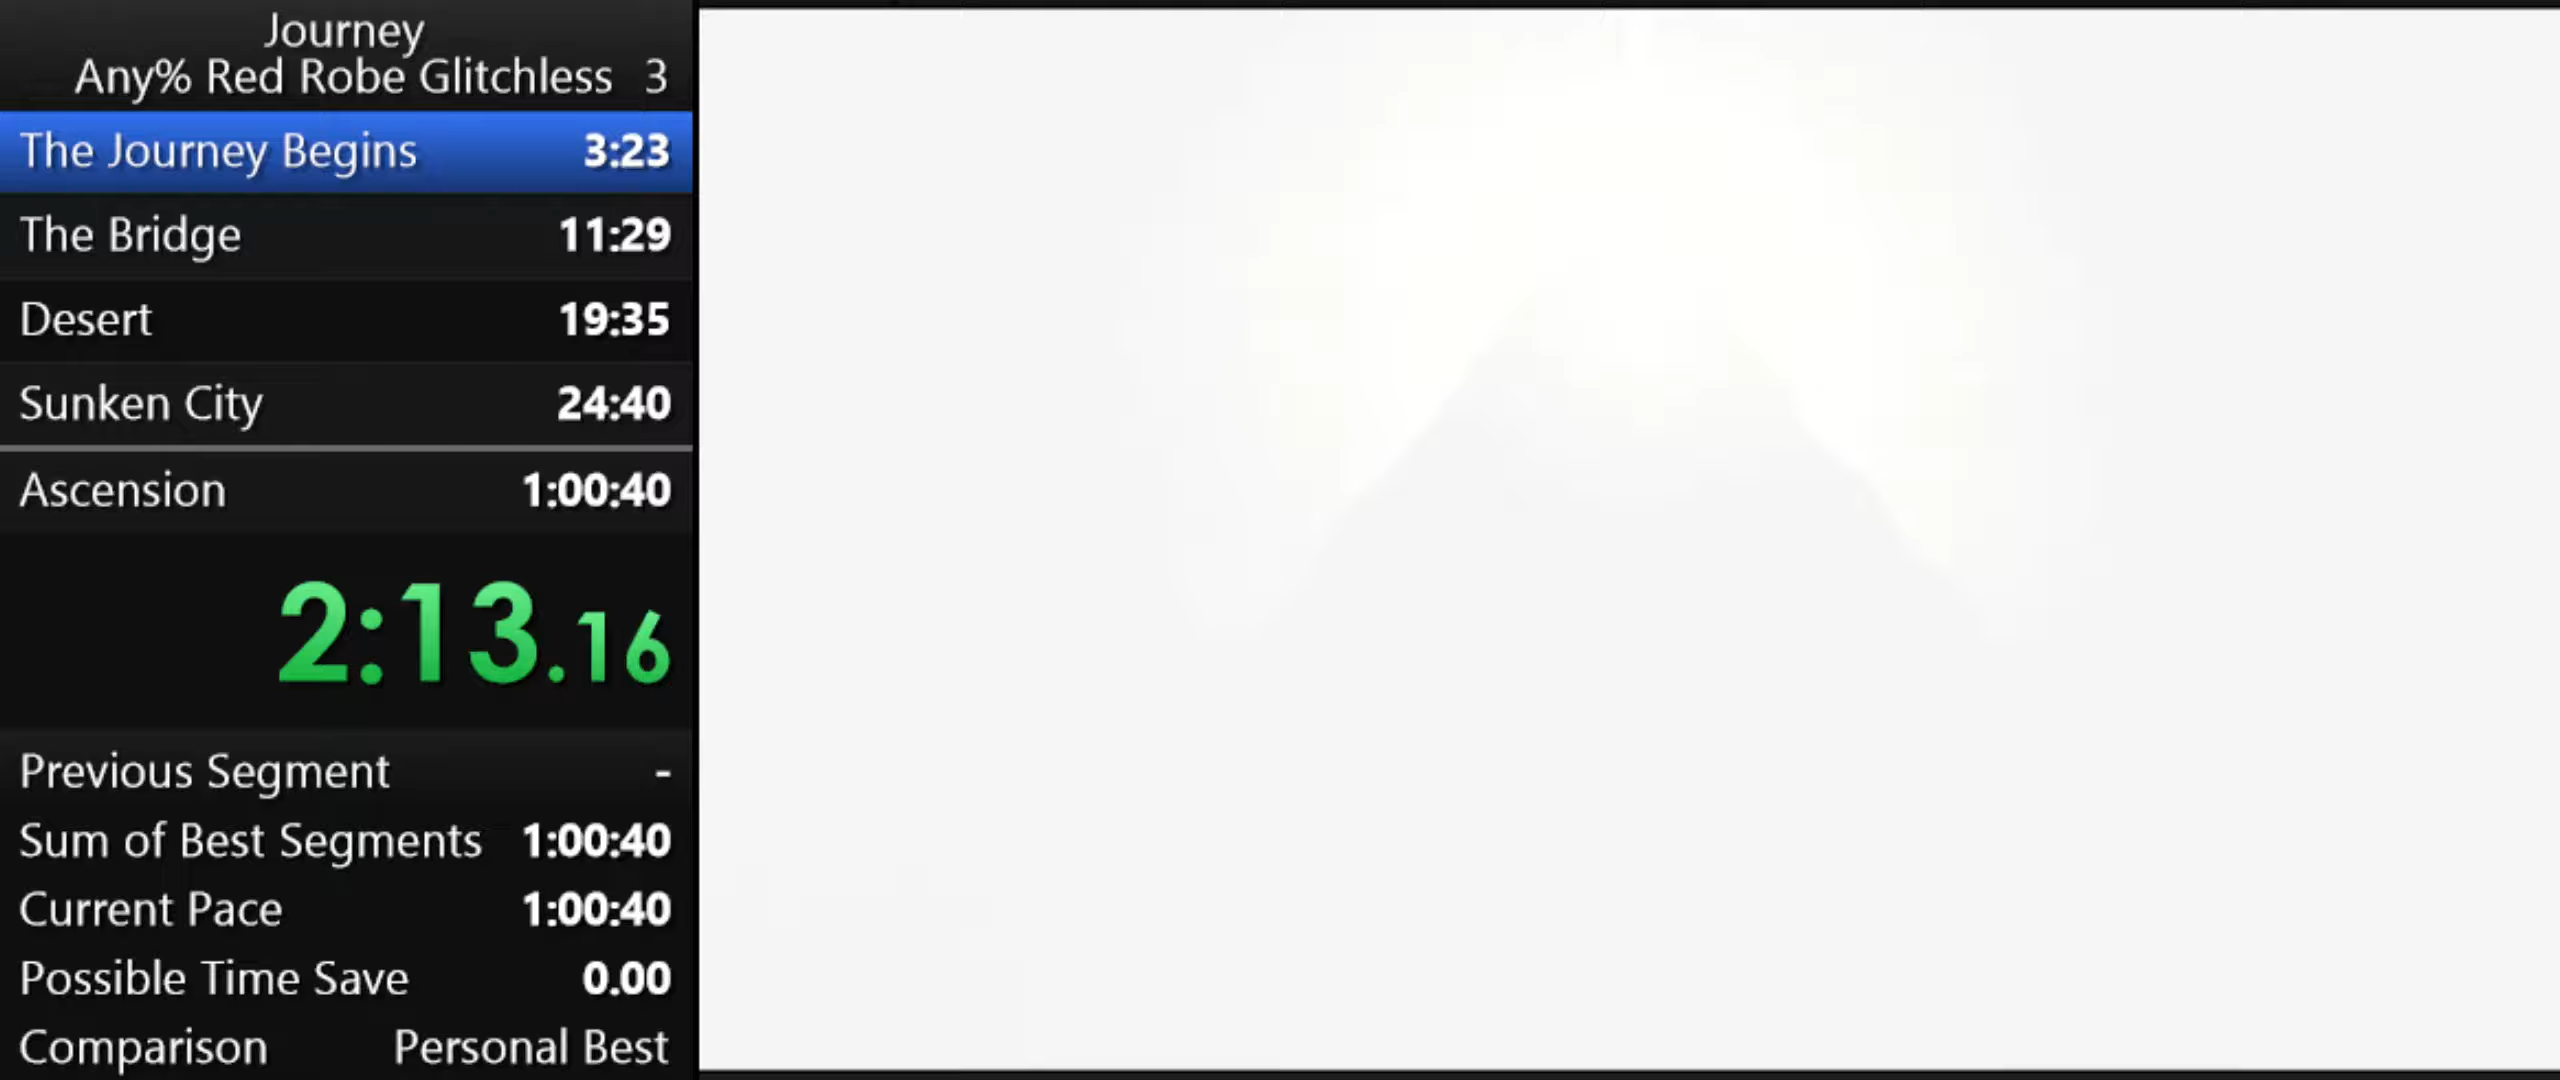 Journey
Any% Red Robe Glitchless 3
The Journey Begins 3:23
The Bridge 11:29
Desert 19:35
Sunken City 24:40
Ascension 1:00:40
2:13.16
Previous Segment -
Sum of Best Segments 1:00:40
Current Pace 1:00:40
Possible Time Save 0.00
Comparison Personal Best